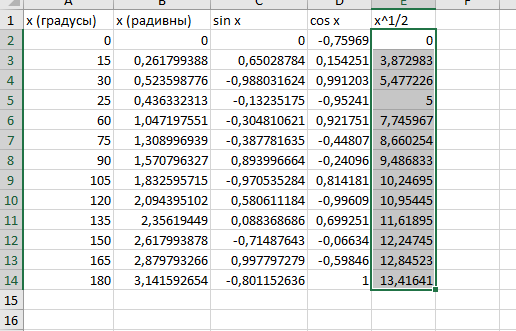 A B C D E F
1 x (градусы) x (радивны) sin x cos x x^1/2
2 0 0 0 -0,75969 0
3 15 0,261799388 0,65028784 0,154251 3,872983
4 30 0,523598776 -0,988031624 0,991203 5,477226
5 25 0,436332313 -0,13235175 -0,95241 5
6 60 1,047197551 -0,304810621 0,921751 7,745967
7 75 1,308996939 -0,387781635 -0,44807 8,660254
8 90 1,570796327 0,893996664 -0,24096 9,486833
9 105 1,832595715 -0,970535284 0,814181 10,24695
10 120 2,094395102 0,580611184 -0,99609 10,95445
11 135 2,35619449 0,088368686 0,699251 11,61895
12 150 2,617993878 -0,71487643 -0,06634 12,24745
13 165 2,879793266 0,997797279 -0,59846 12,84523
14 180 3,141592654 -0,801152636 1 13,41641
15
16